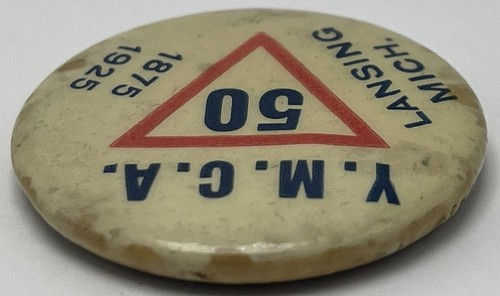 Y.M.C.A.
50
1875
1925
LANSING
MICH.